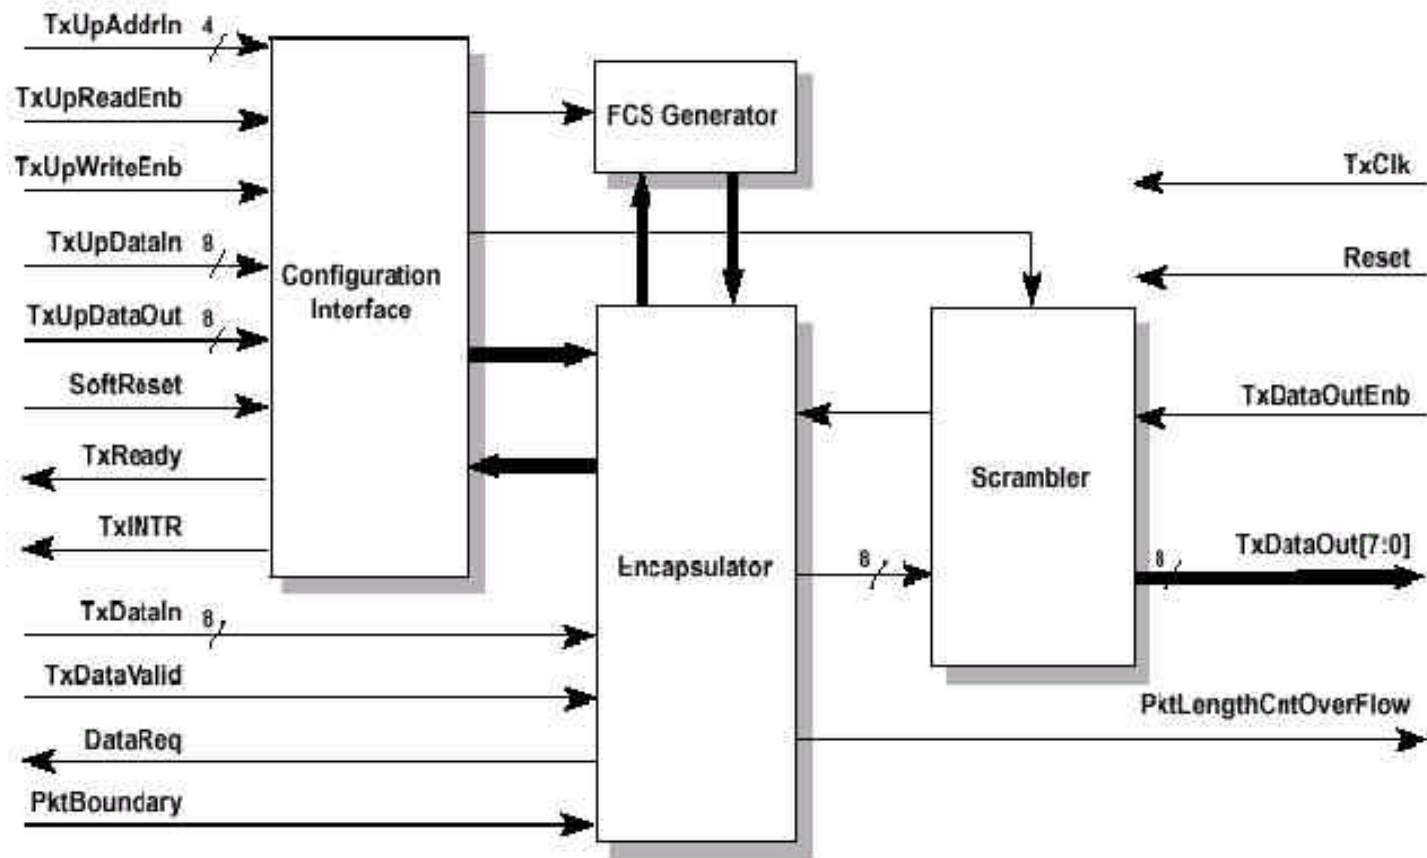 TxUpAddrIn 4
TxUpReadEnb
TxUpWriteEnb
TxUpDataIn 8
TxUpDataOut 8
SoftReset
TxReady
TxINTR
TxDataIn 8
TxDataValid
DataReq
PktBoundary
Configuration
Interface
FCS Generator
Encapsulator
8
Scrambler
TxClk
Reset
TxDataOutEnb
8 TxDataOut[7:0]
PktLengthCntOverFlow